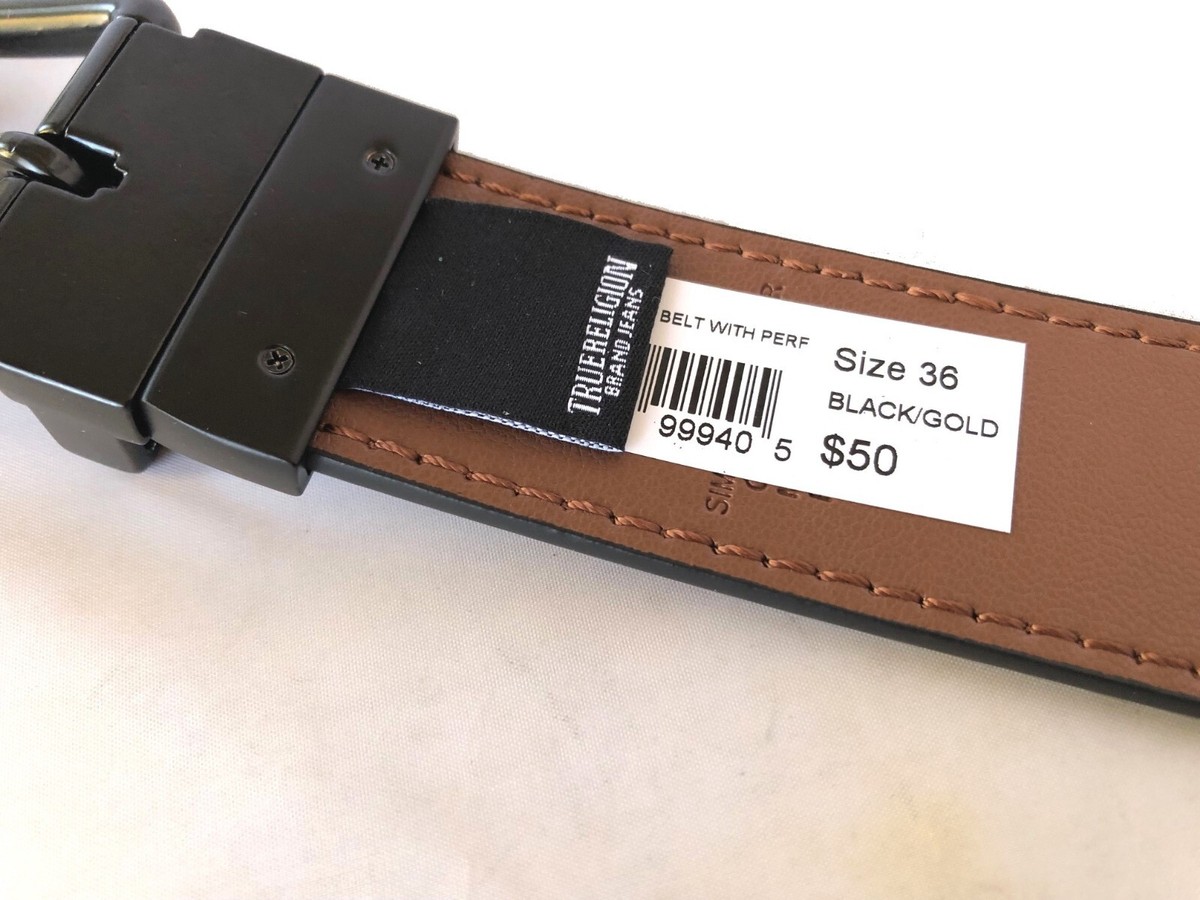 TRUERELIGION
BRAND JEANS
BELT WITH PERF
99940 5
Size 36
BLACK/GOLD
$50